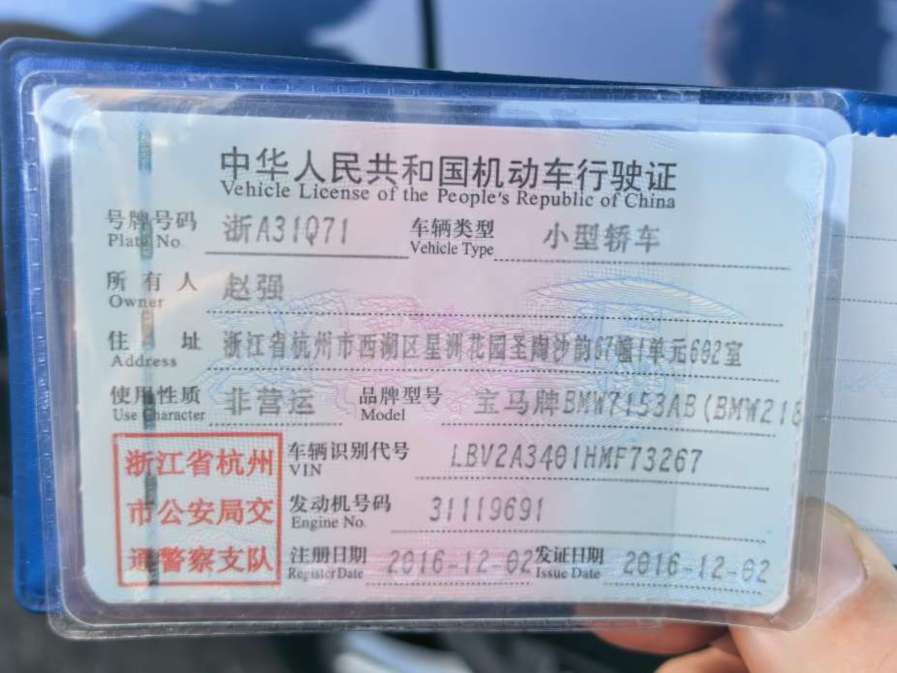 中华人民共和国机动车行驶证
Vehicle License of the People's Republic of China
号牌号码 浙A31Q71 车辆类型 小型轿车
Plate No. Vehicle Type
所有人 赵强
Owner
住址 浙江省杭州市西湖区星洲花园圣陶沙韵67幢1单元602室
Address
使用性质 非营运 品牌型号 宝马牌BMW7153AB(BMW218
Use Character Model
浙江省杭州
市公安局交
通警察支队
车辆识别代号 LBV2A3401HMF73267
VIN
发动机号码 31119691
Engine No.
注册日期 2016-12-02 发证日期 2016-12-02
Register Date Issue Date